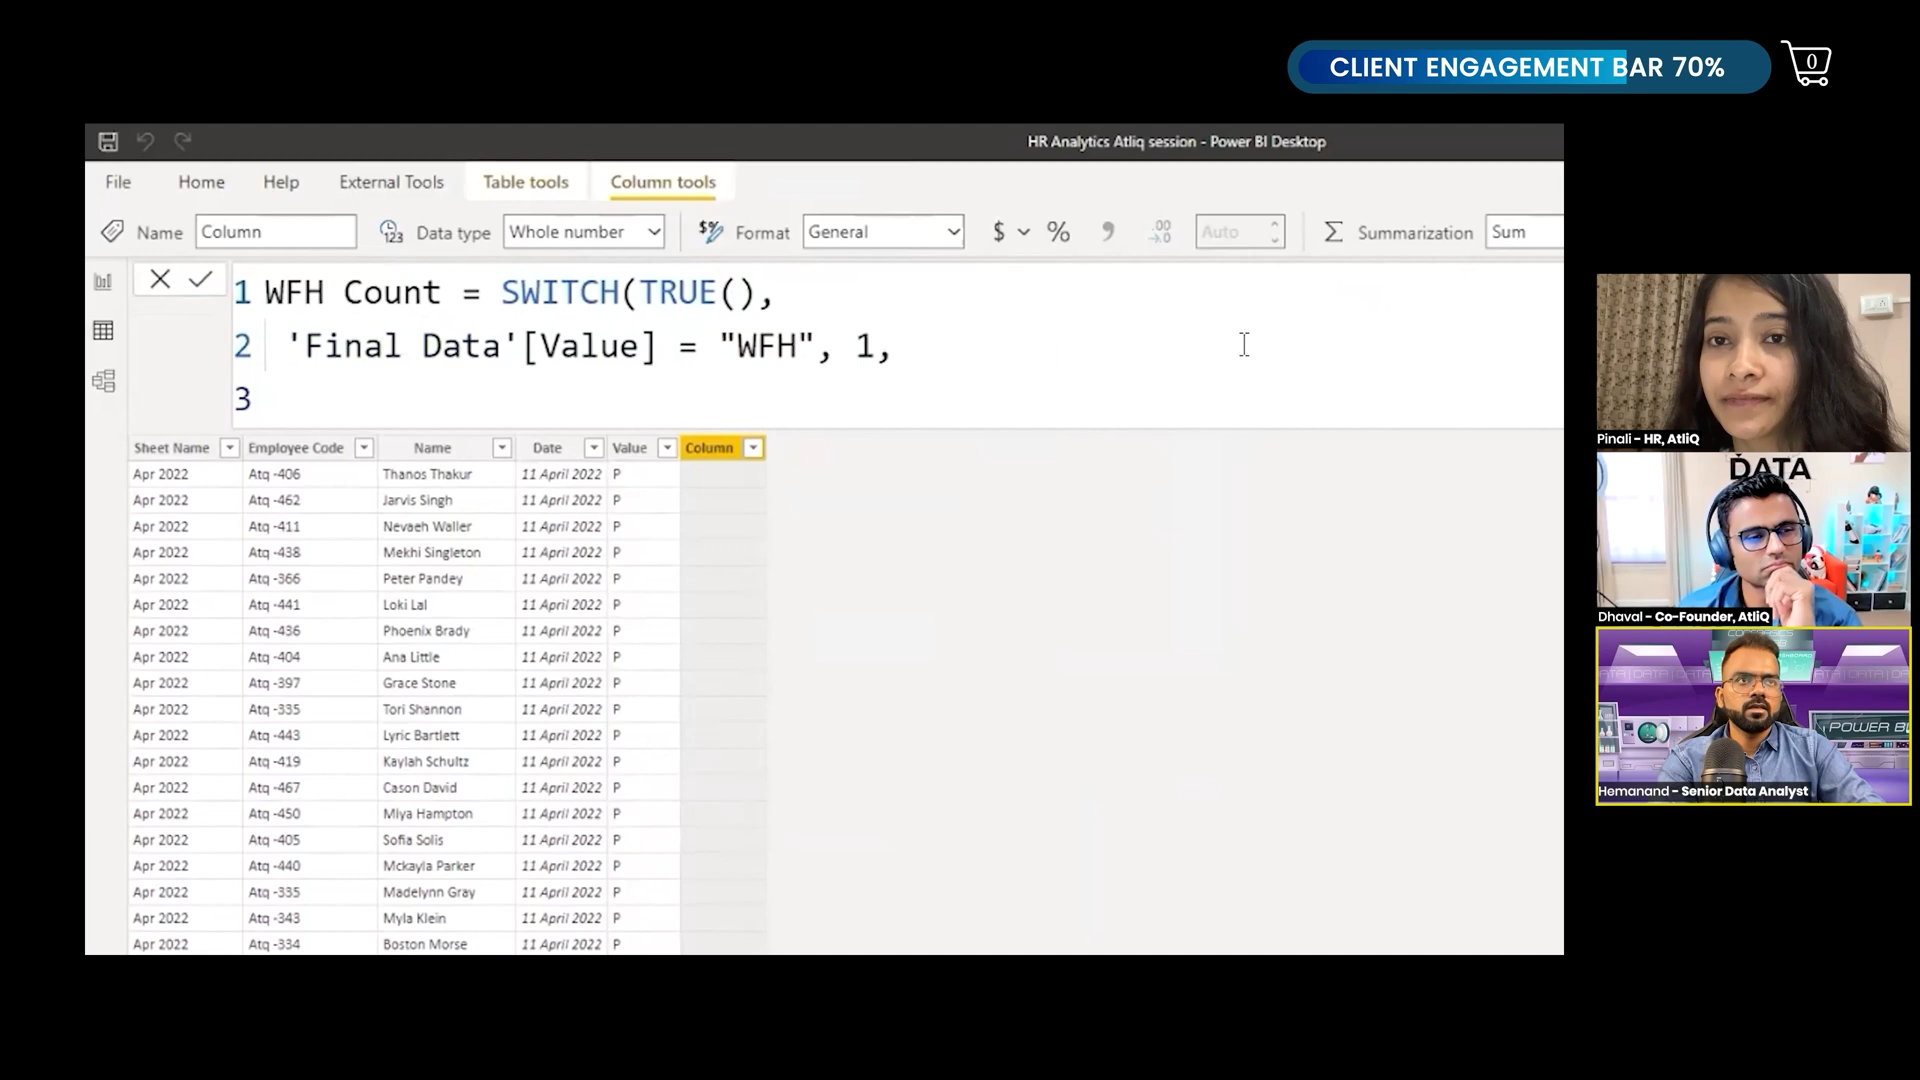 CLIENT ENGAGEMENT BAR 70%
0
HR Analytics Atliq session - Power BI Desktop
File Home Help External Tools Table tools Column tools
Name Column Data type Whole number Format General $ % Auto Summarization Sum
1 WFH Count = SWITCH(TRUE(),
2 'Final Data'[Value] = "WFH", 1,
3
Sheet Name Employee Code Name Date Value Column
Apr 2022 Atq -406 Thanos Thakur 11 April 2022 P
Apr 2022 Atq -462 Jarvis Singh 11 April 2022 P
Apr 2022 Atq -411 Nevaeh Waller 11 April 2022 P
Apr 2022 Atq -438 Mekhi Singleton 11 April 2022 P
Apr 2022 Atq -366 Peter Pandey 11 April 2022 P
Apr 2022 Atq -441 Loki Lal 11 April 2022 P
Apr 2022 Atq -436 Phoenix Brady 11 April 2022 P
Apr 2022 Atq -404 Ana Little 11 April 2022 P
Apr 2022 Atq -397 Grace Stone 11 April 2022 P
Apr 2022 Atq -335 Tori Shannon 11 April 2022 P
Apr 2022 Atq -443 Lyric Bartlett 11 April 2022 P
Apr 2022 Atq -419 Kaylah Schultz 11 April 2022 P
Apr 2022 Atq -467 Cason David 11 April 2022 P
Apr 2022 Atq -450 Miya Hampton 11 April 2022 P
Apr 2022 Atq -405 Sofia Solis 11 April 2022 P
Apr 2022 Atq -440 Mckayla Parker 11 April 2022 P
Apr 2022 Atq -335 Madelynn Gray 11 April 2022 P
Apr 2022 Atq -343 Myla Klein 11 April 2022 P
Apr 2022 Atq -334 Boston Morse 11 April 2022 P
Pinali - HR, AtliQ
DATA
Dhaval - Co-Founder, AtliQ
POWER BI
Hemanand - Senior Data Analyst